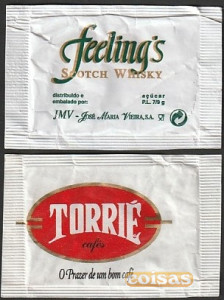 feeling's
SCOTCH WHISKY
distribuído e açúcar
embalado por: P.L. 7/8 g
JMV - JOSÉ MARIA VIEIRA, S.A.
TORRIÉ
cafés
O Prazer de um bom café
coisas